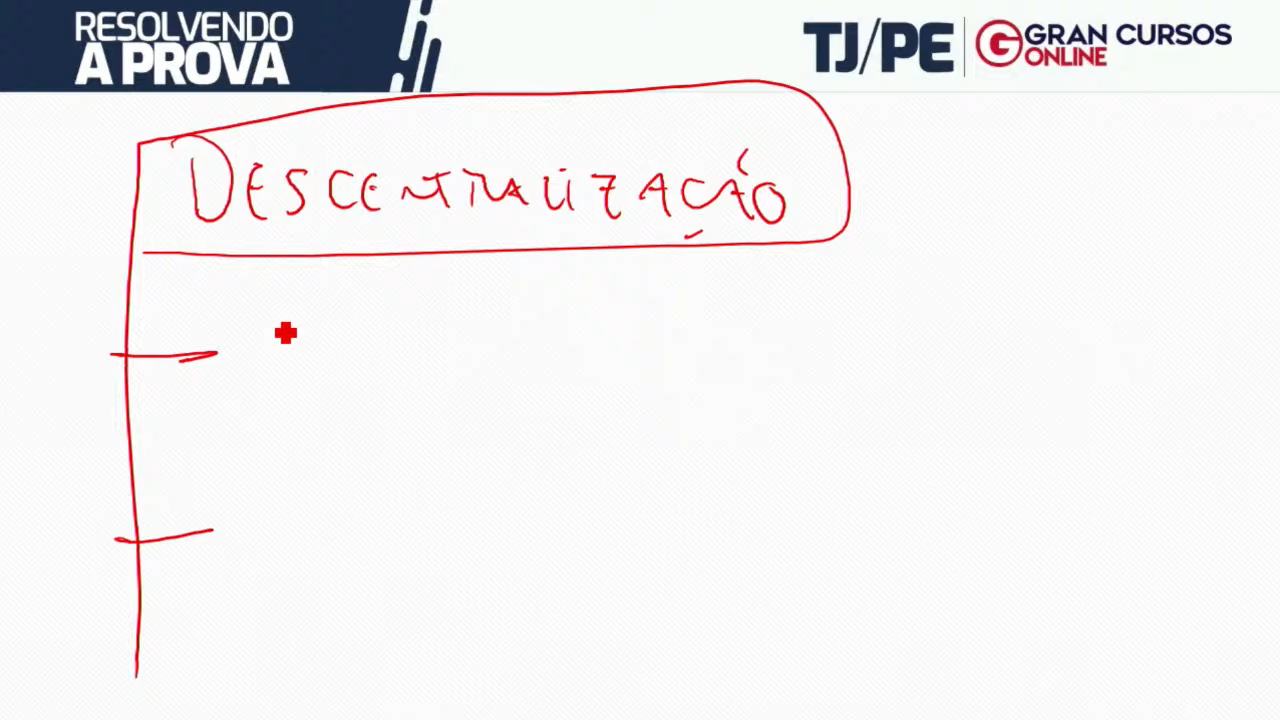 RESOLVENDO
A PROVA
TJ/PE
GRAN CURSOS
ONLINE
DESCENTRALIZAÇÃO